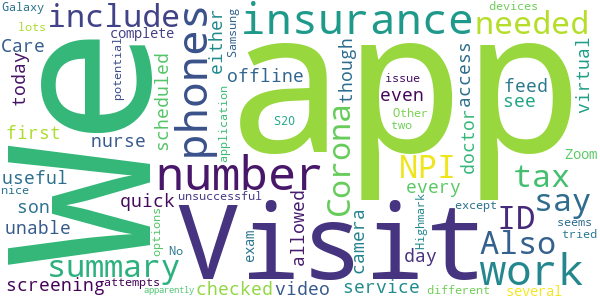 Galaxy
lots
Care
today
include
complete
potential
phones
either
Samsung
insurance
offline
S20
application
app
We
issue
even
Other
two
though
access
doctor
devices
needed
feed
see
virtual
Zoom
first
nurse
scheduled
useful
son
nice
unable
quick
number
unsuccessful
Corona
NPI
every
tax
say
ID
Also
work
except
seems
tried
Highmark
camera
day
service
allowed
exam
Visit
No
options
summary
screening
attempts
apparently
checked
video
different
several